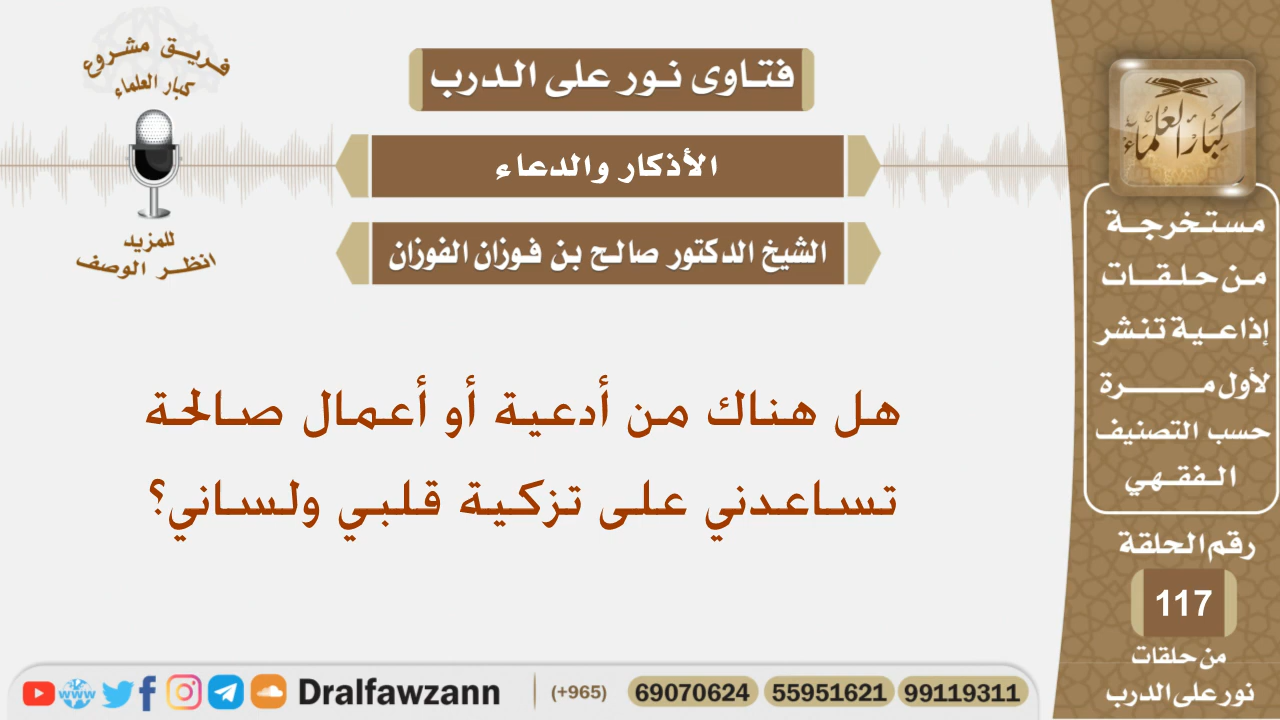 فريق مشروع
كبار العلماء
للمزيد
انظر الوصف
فتاوى نور على الدرب
الأذكار والدعاء
الشيخ الدكتور صالح بن فوزان الفوزان
هل هناك من أدعية أو أعمال صالحة
تساعدني على تزكية قلبي ولساني؟
كبار العلماء
مستخرجة
من حلقات
إذاعية تنشر
لأول مرة
حسب التصنيف
الفقهي
رقم الحلقة
117
من حلقات
نور على الدرب
www Dralfawzann (+965) 69070624 55951621 99119311